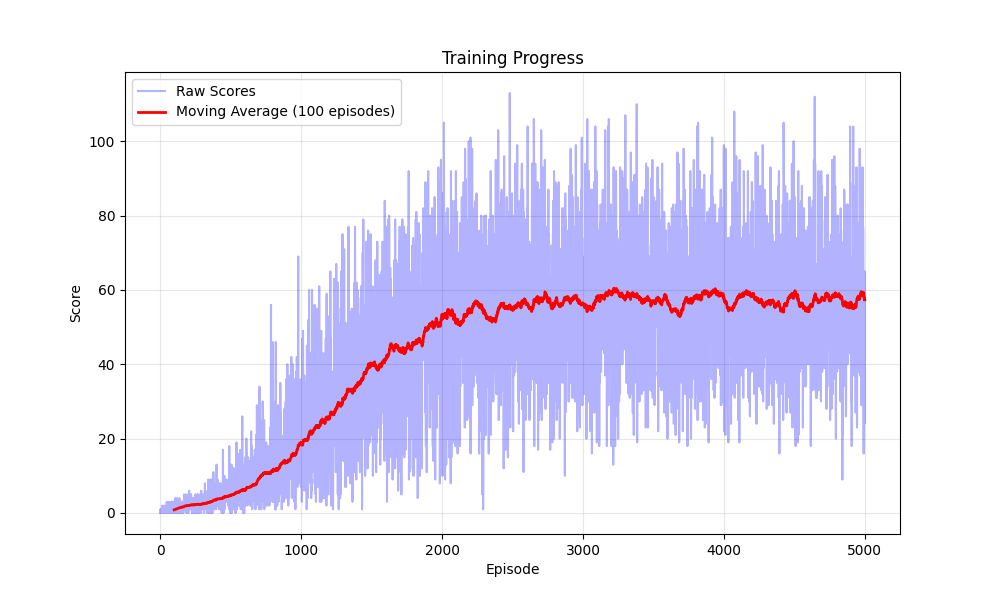 Training Progress
Raw Scores
Moving Average (100 episodes)
100
80
60
40
20
0
Score
0 1000 2000 3000 4000 5000
Episode